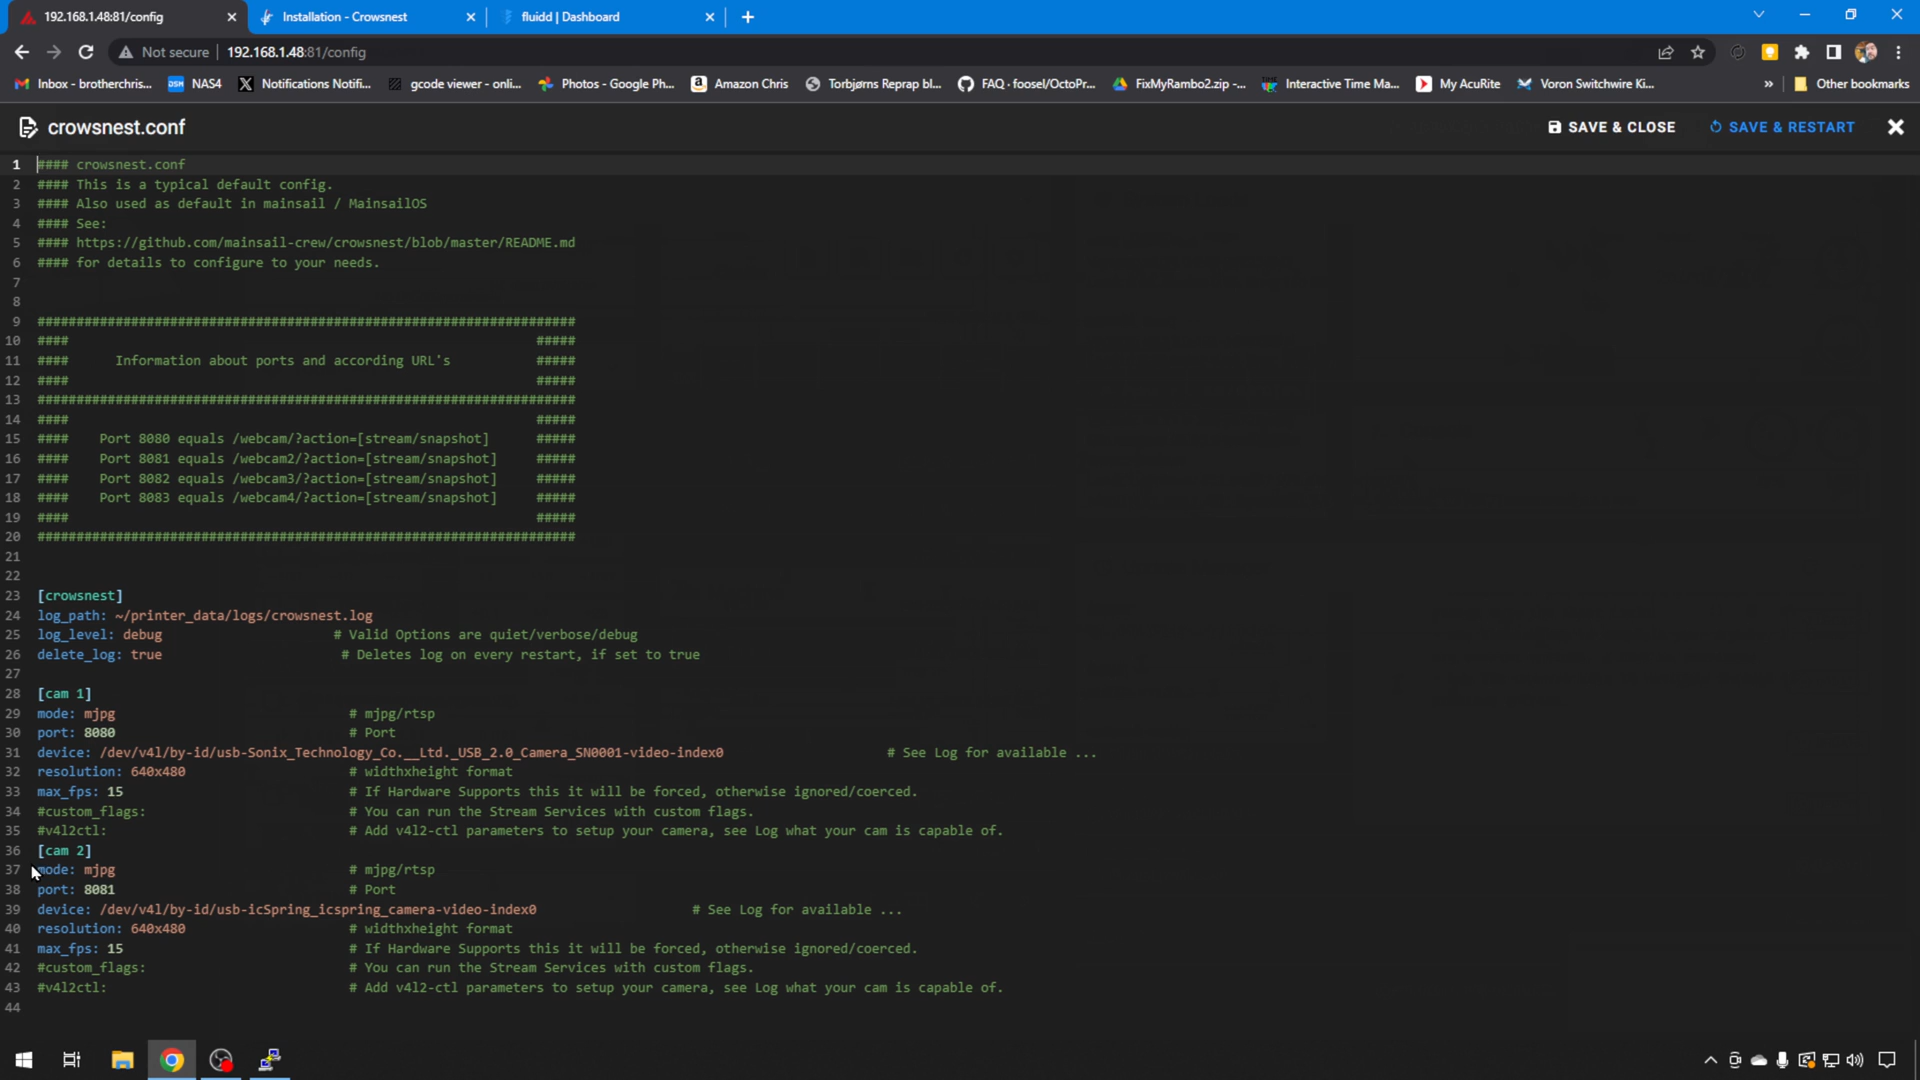 192.168.1.48:81/config
Installation - Crowsnest
fluidd | Dashboard
Not secure
192.168.1.48:81/config
Inbox - brotherchris...
DSM
NAS4
Notifications Notifi...
gcode viewer - onli...
Photos - Google Ph...
Amazon Chris
Torbjørns Reprap bl...
FAQ · foosel/OctoPr...
FixMyRambo2.zip -...
Interactive Time Ma...
My AcuRite
Voron Switchwire Ki...
»
Other bookmarks
crowsnest.conf
SAVE & CLOSE
SAVE & RESTART
1 #### crowsnest.conf
2 #### This is a typical default config.
3 #### Also used as default in mainsail / MainsailOS
4 #### See:
5 #### https://github.com/mainsail-crew/crowsnest/blob/master/README.md
6 #### for details to configure to your needs.
7
8
9 #####################################################################
10 #### #####
11 #### Information about ports and according URL's #####
12 #### #####
13 #####################################################################
14 #### #####
15 #### Port 8080 equals /webcam/?action=[stream/snapshot] #####
16 #### Port 8081 equals /webcam2/?action=[stream/snapshot] #####
17 #### Port 8082 equals /webcam3/?action=[stream/snapshot] #####
18 #### Port 8083 equals /webcam4/?action=[stream/snapshot] #####
19 #### #####
20 #####################################################################
21
22
23 [crowsnest]
24 log_path: ~/printer_data/logs/crowsnest.log
25 log_level: debug # Valid Options are quiet/verbose/debug
26 delete_log: true # Deletes log on every restart, if set to true
27
28 [cam 1]
29 mode: mjpg # mjpg/rtsp
30 port: 8080 # Port
31 device: /dev/v4l/by-id/usb-Sonix_Technology_Co.__Ltd._USB_2.0_Camera_SN0001-video-index0 # See Log for available ...
32 resolution: 640x480 # widthxheight format
33 max_fps: 15 # If Hardware Supports this it will be forced, otherwise ignored/coerced.
34 #custom_flags: # You can run the Stream Services with custom flags.
35 #v4l2ctl: # Add v4l2-ctl parameters to setup your camera, see Log what your cam is capable of.
36 [cam 2]
37 mode: mjpg # mjpg/rtsp
38 port: 8081 # Port
39 device: /dev/v4l/by-id/usb-icSpring_icspring_camera-video-index0 # See Log for available ...
40 resolution: 640x480 # widthxheight format
41 max_fps: 15 # If Hardware Supports this it will be forced, otherwise ignored/coerced.
42 #custom_flags: # You can run the Stream Services with custom flags.
43 #v4l2ctl: # Add v4l2-ctl parameters to setup your camera, see Log what your cam is capable of.
44